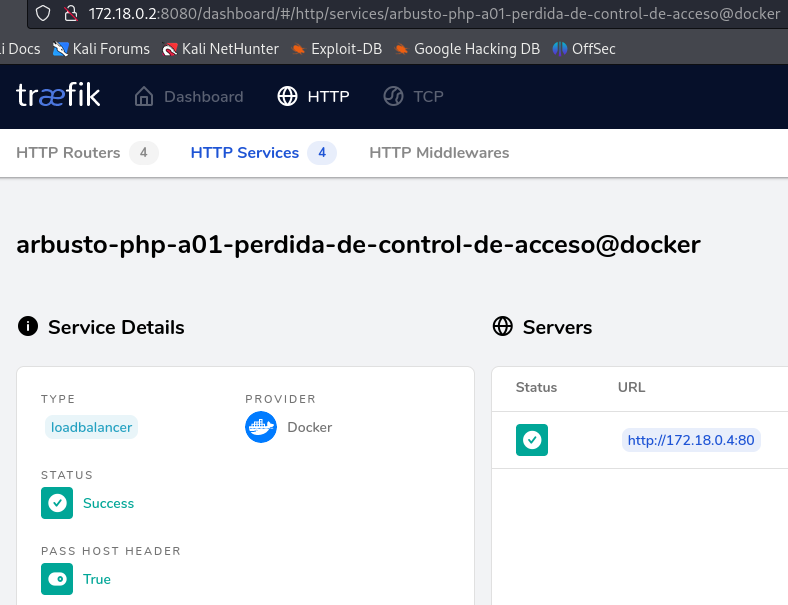 172.18.0.2:8080/dashboard/#/http/services/arbusto-php-a01-perdida-de-control-de-acceso@docker
i Docs Kali Forums Kali NetHunter Exploit-DB Google Hacking DB OffSec
træfik Dashboard HTTP TCP
HTTP Routers 4 HTTP Services 4 HTTP Middlewares
arbusto-php-a01-perdida-de-control-de-acceso@docker
Service Details
Servers
TYPE PROVIDER
loadbalancer Docker
STATUS
Success
PASS HOST HEADER
True
Status URL
http://172.18.0.4:80